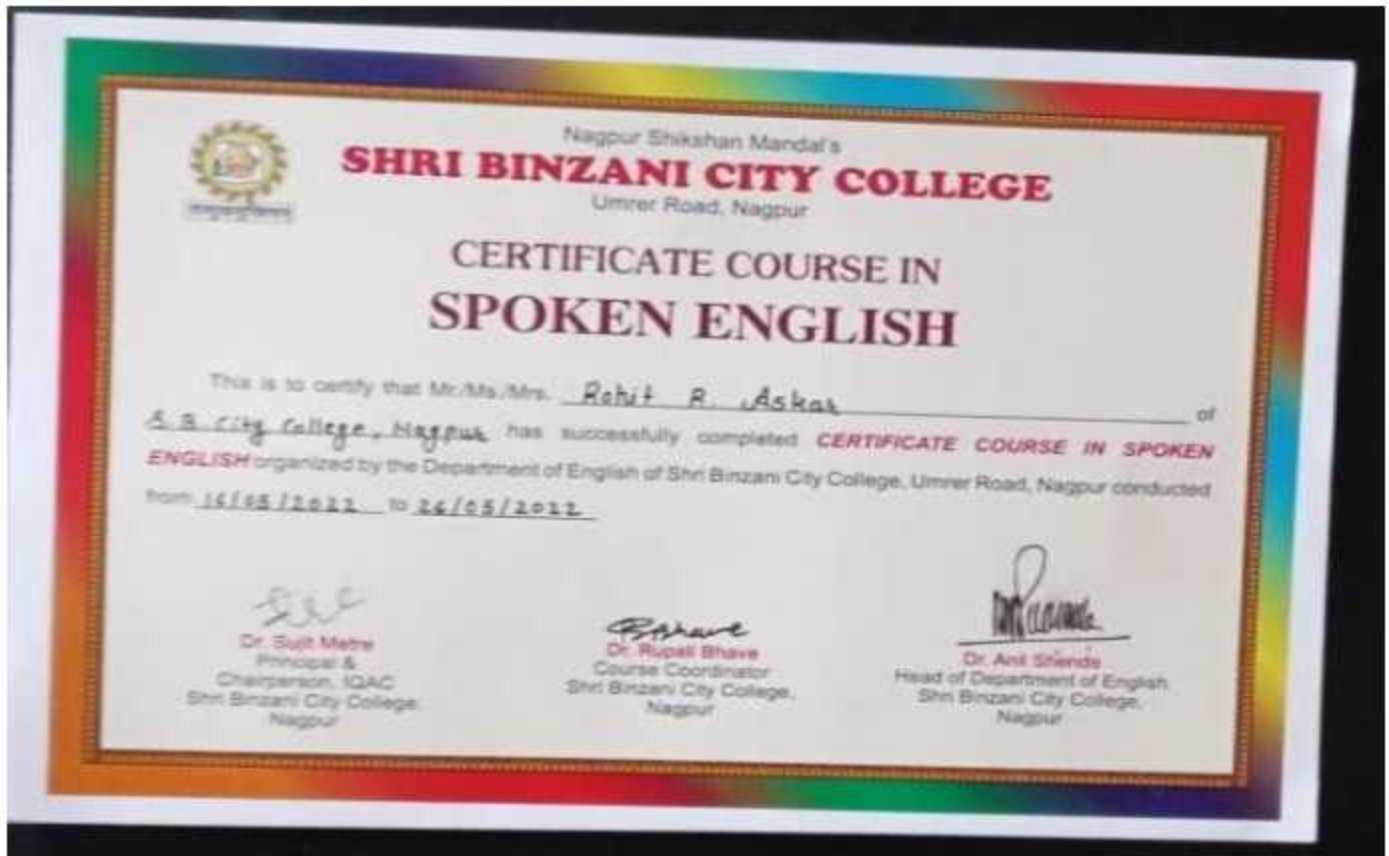 Nagpur Shikshan Mandal's
SHRI BINZANI CITY COLLEGE
Umrer Road, Nagpur
CERTIFICATE COURSE IN
SPOKEN ENGLISH
This is to certify that Mr./Ms./Mrs. Rohit R. Askar of
S. B. City College, Nagpur has successfully completed CERTIFICATE COURSE IN SPOKEN
ENGLISH organized by the Department of English of Shri Binzani City College, Umrer Road, Nagpur conducted
from 16/05/2022 to 26/05/2022
Dr. Sujit Metre
Principal &
Chairperson, IQAC
Shri Binzani City College,
Nagpur
RBhave
Dr. Rupali Bhave
Course Coordinator
Shri Binzani City College,
Nagpur
Dr. Anil Shende
Head of Department of English
Shri Binzani City College,
Nagpur